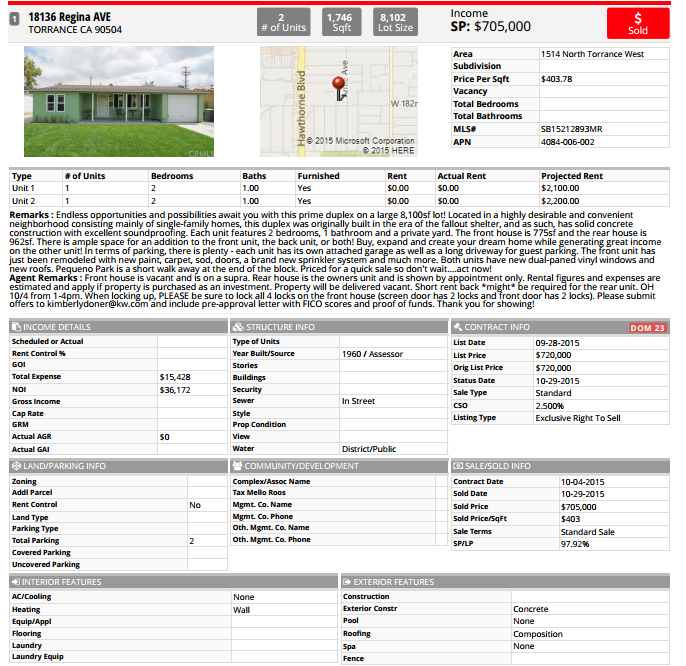 1 18136 Regina AVE
TORRANCE CA 90504
2
# of Units
1,746
Sqft
8,102
Lot Size
Income
SP: $705,000
$
Sold
CPMLS
Hawthorne Blvd
Ave
W 182n
© 2015 Microsoft Corporation
© 2015 HERE
Area 1514 North Torrance West
Subdivision
Price Per Sqft $403.78
Vacancy
Total Bedrooms
Total Bathrooms
MLS# SB15212893MR
APN 4084-006-002
Type # of Units Bedrooms Baths Furnished Rent Actual Rent Projected Rent
Unit 1 1 2 1.00 Yes $0.00 $0.00 $2,100.00
Unit 2 1 2 1.00 Yes $0.00 $0.00 $2,200.00
Remarks : Endless opportunities and possibilities await you with this prime duplex on a large 8,100sf lot! Located in a highly desirable and convenient
neighborhood consisting mainly of single-family homes, this duplex was originally built in the era of the fallout shelter, and as such, has solid concrete
construction with excellent soundproofing. Each unit features 2 bedrooms, 1 bathroom and a private yard. The front house is 775sf and the rear house is
962sf. There is ample space for an addition to the front unit, the back unit, or both! Buy, expand and create your dream home while generating great income
on the other unit! In terms of parking, there is plenty - each unit has its own attached garage as well as a long driveway for guest parking. The front unit has
just been remodeled with new paint, carpet, sod, doors, a brand new sprinkler system and much more. Both units have new dual-paned vinyl windows and
new roofs. Pequeno Park is a short walk away at the end of the block. Priced for a quick sale so don't wait....act now!
Agent Remarks : Front house is vacant and is on a supra. Rear house is the owners unit and is shown by appointment only. Rental figures and expenses are
estimated and apply if property is purchased as an investment. Property will be delivered vacant. Short rent back *might* be required for the rear unit. OH
10/4 from 1-4pm. When locking up, PLEASE be sure to lock all 4 locks on the front house (screen door has 2 locks and front door has 2 locks). Please submit
offers to kimberlydoner@kw.com and include pre-approval letter with FICO scores and proof of funds. Thank you for showing!
INCOME DETAILS
Scheduled or Actual
Rent Control %
GOI
Total Expense $15,428
NOI $36,172
Gross Income
Cap Rate
GRM
Actual AGR $0
Actual GAI
STRUCTURE INFO
Type of Units
Year Built/Source 1960 / Assessor
Stories
Buildings
Security
Sewer In Street
Style
Prop Condition
View
Water District/Public
CONTRACT INFO DOM 23
List Date 09-28-2015
List Price $720,000
Orig List Price $720,000
Status Date 10-29-2015
Sale Type Standard
CSO 2.500%
Listing Type Exclusive Right To Sell
LAND/PARKING INFO
Zoning
Addl Parcel
Rent Control No
Land Type
Parking Type
Total Parking 2
Covered Parking
Uncovered Parking
COMMUNITY/DEVELOPMENT
Complex/Assoc Name
Tax Mello Roos
Mgmt. Co. Name
Mgmt. Co. Phone
Oth. Mgmt. Co. Name
Oth. Mgmt. Co. Phone
SALE/SOLD INFO
Contract Date 10-04-2015
Sold Date 10-29-2015
Sold Price $705,000
Sold Price/SqFt $403
Sale Terms Standard Sale
SP/LP 97.92%
INTERIOR FEATURES
AC/Cooling None
Heating Wall
Equip/Appl
Flooring
Laundry
Laundry Equip
EXTERIOR FEATURES
Construction
Exterior Constr Concrete
Pool None
Roofing Composition
Spa None
Fence